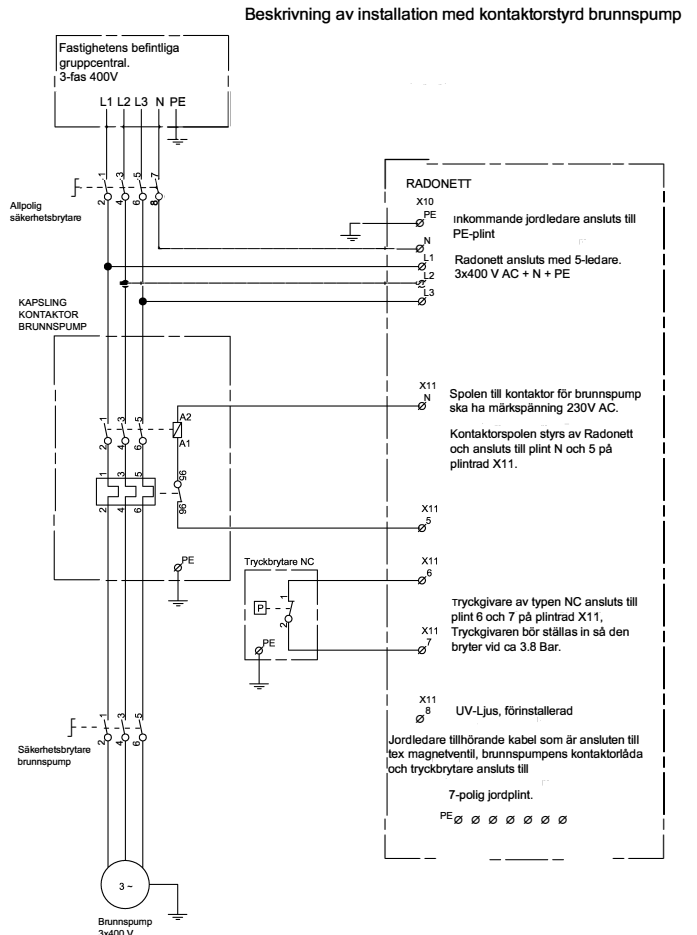 Beskrivning av installation med kontaktorstyrd brunnspump
Fastighetens befintliga
gruppcentral.
3-fas 400V
L1 L2 L3 N PE
1 3 5 7
2 4 6 8
Allpolig
säkerhetsbrytare
RADONETT
X10
PE
Inkommande jordledare ansluts till
PE-plint
N
L1
Radonett ansluts med 5-ledare.
3x400 V AC + N + PE
L2
L3
KAPSLING
KONTAKTOR
BRUNNSPUMP
1 3 5
2 4 6
A2
A1
X11
N
Spolen till kontaktor för brunnspump
ska ha märkspänning 230V AC.
Kontaktorspolen styrs av Radonett
och ansluts till plint N och 5 på
plintrad X11.
1 3 5
2 4 6
95
96
X11
5
PE
Tryckbrytare NC
P
1
2
PE
X11
6
Tryckgivare av typen NC ansluts till
plint 6 och 7 på plintrad X11,
Tryckgivaren bör ställas in så den
bryter vid ca 3.8 Bar.
X11
7
X11
8
UV-Ljus, förinstallerad
1 3 5
2 4 6
Säkerhetsbrytare
brunnspump
Jordledare tillhörande kabel som är ansluten till
tex magnetventil, brunnspumpens kontaktorlåda
och tryckbrytare ansluts till
7-polig jordplint.
PE
3 ~
Brunnspump
3x400 V